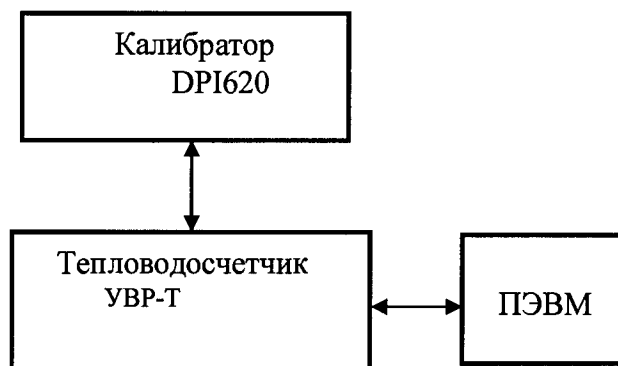 Калибратор
DPI620
Тепловодосчетчик
УВР-Т
ПЭВМ